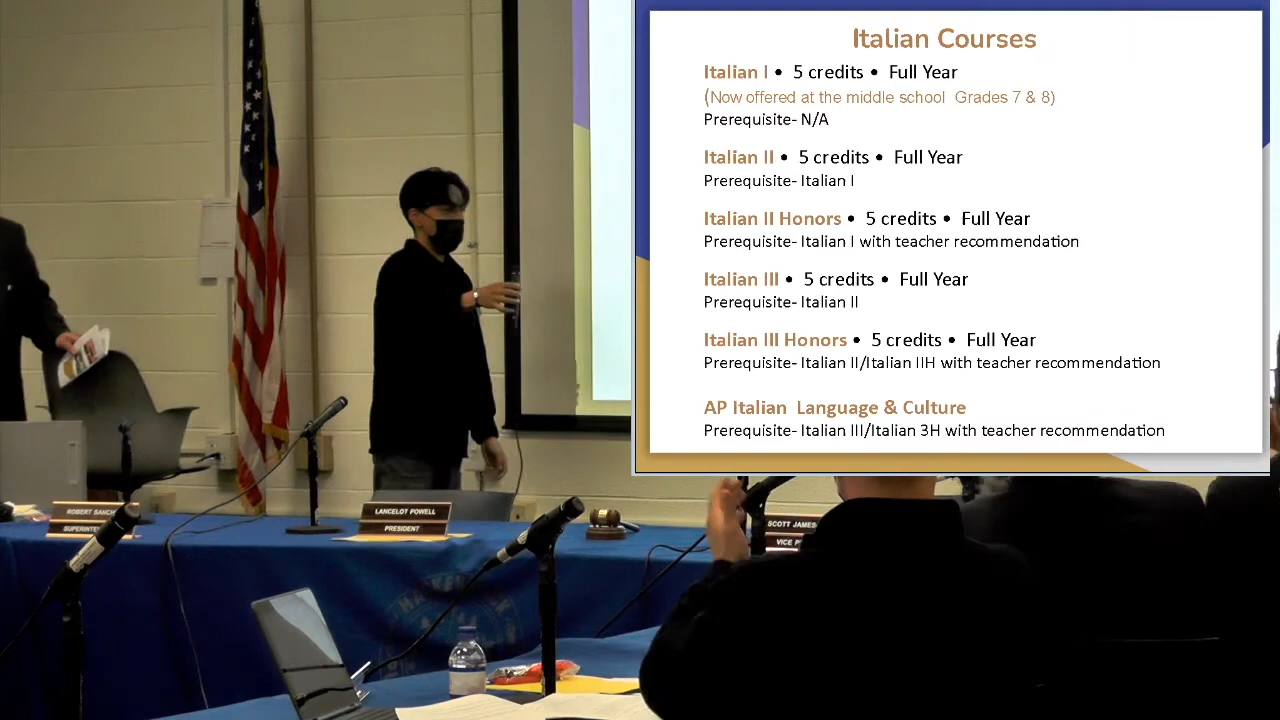 Italian Courses
Italian I • 5 credits • Full Year
(Now offered at the middle school Grades 7 & 8)
Prerequisite- N/A
Italian II • 5 credits • Full Year
Prerequisite- Italian I
Italian II Honors • 5 credits • Full Year
Prerequisite- Italian I with teacher recommendation
Italian III • 5 credits • Full Year
Prerequisite- Italian II
Italian III Honors • 5 credits • Full Year
Prerequisite- Italian II/Italian IIH with teacher recommendation
AP Italian Language & Culture
Prerequisite- Italian III/Italian 3H with teacher recommendation
ROBERT
LANCELOT POWELL
PRESIDENT
SCOTT JAMES
VICE